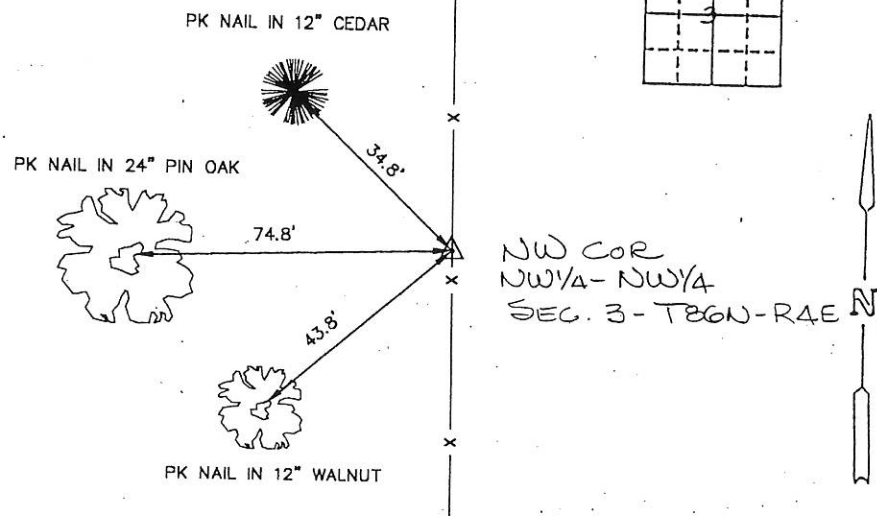 PK NAIL IN 12" CEDAR
3
X
34.8'
PK NAIL IN 24" PIN OAK
74.8'
NW COR
NW¼-NW¼
X
SEC. 3-T86N-R4E
N
43.8'
X
PK NAIL IN 12" WALNUT